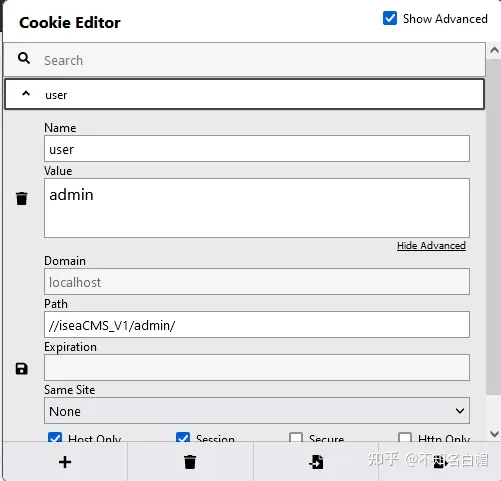 Cookie Editor
Show Advanced
Search
user
Name
user
Value
admin
Hide Advanced
Domain
localhost
Path
//iseaCMS_V1/admin/
Expiration
Same Site
None
Host Only
Session
Secure
Http Only
知乎 @不知名白帽